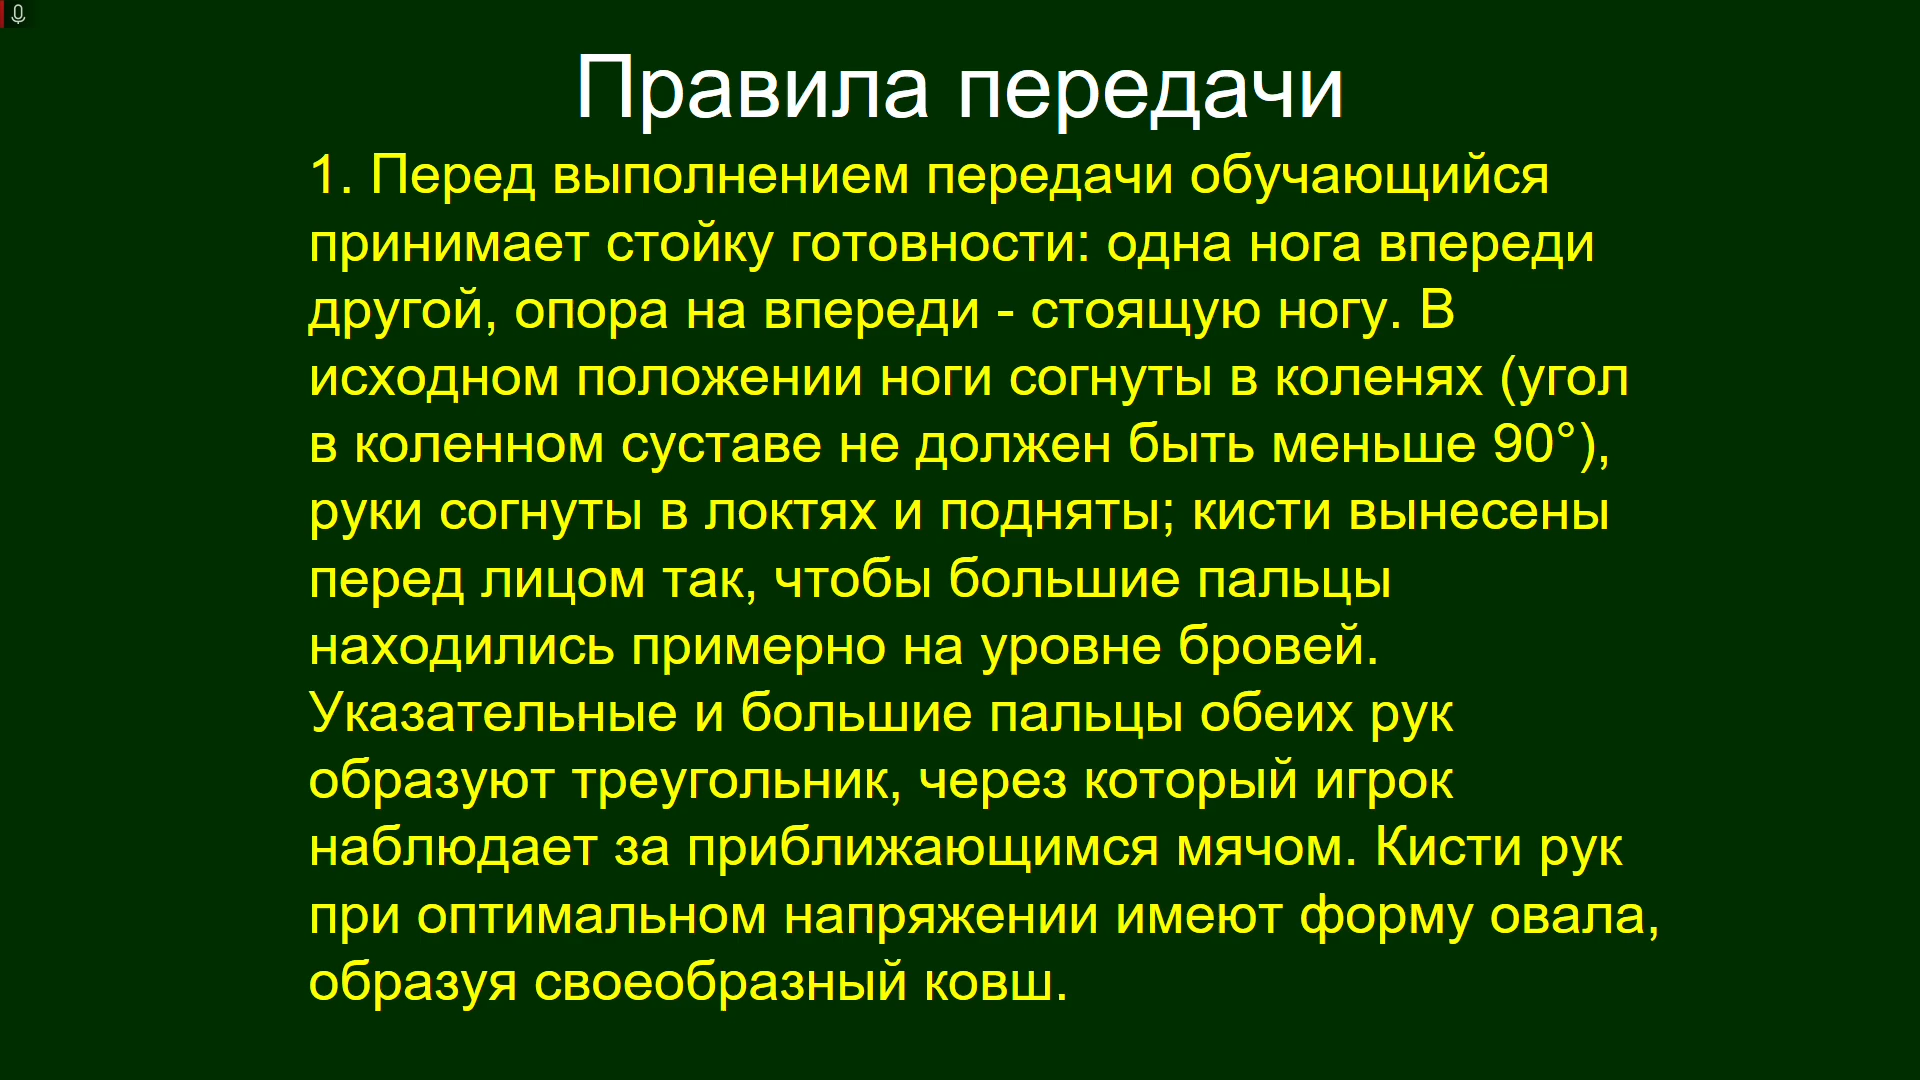 Правила передачи
1. Перед выполнением передачи обучающийся
принимает стойку готовности: одна нога впереди
другой, опора на впереди - стоящую ногу. В
исходном положении ноги согнуты в коленях (угол
в коленном суставе не должен быть меньше 90°),
руки согнуты в локтях и подняты; кисти вынесены
перед лицом так, чтобы большие пальцы
находились примерно на уровне бровей.
Указательные и большие пальцы обеих рук
образуют треугольник, через который игрок
наблюдает за приближающимся мячом. Кисти рук
при оптимальном напряжении имеют форму овала,
образуя своеобразный ковш.